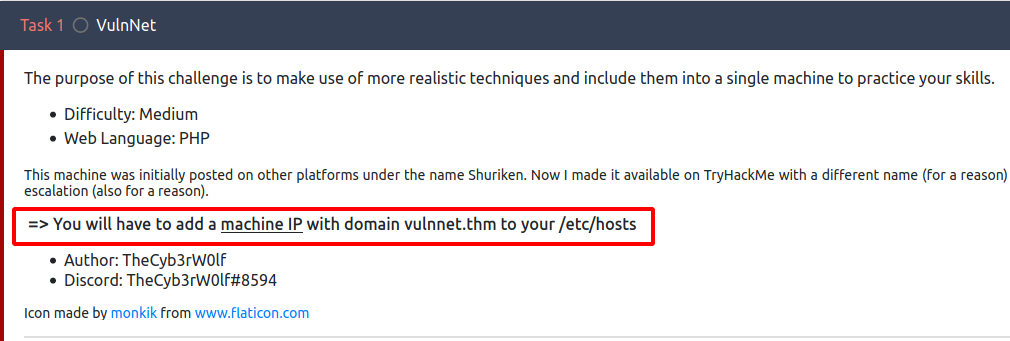 Task 1 VulnNet
The purpose of this challenge is to make use of more realistic techniques and include them into a single machine to practice your skills.
• Difficulty: Medium
• Web Language: PHP
This machine was initially posted on other platforms under the name Shuriken. Now I made it available on TryHackMe with a different name (for a reason)
escalation (also for a reason).
=> You will have to add a machine IP with domain vulnnet.thm to your /etc/hosts
• Author: TheCyb3rW0lf
• Discord: TheCyb3rW0lf#8594
Icon made by monkik from www.flaticon.com